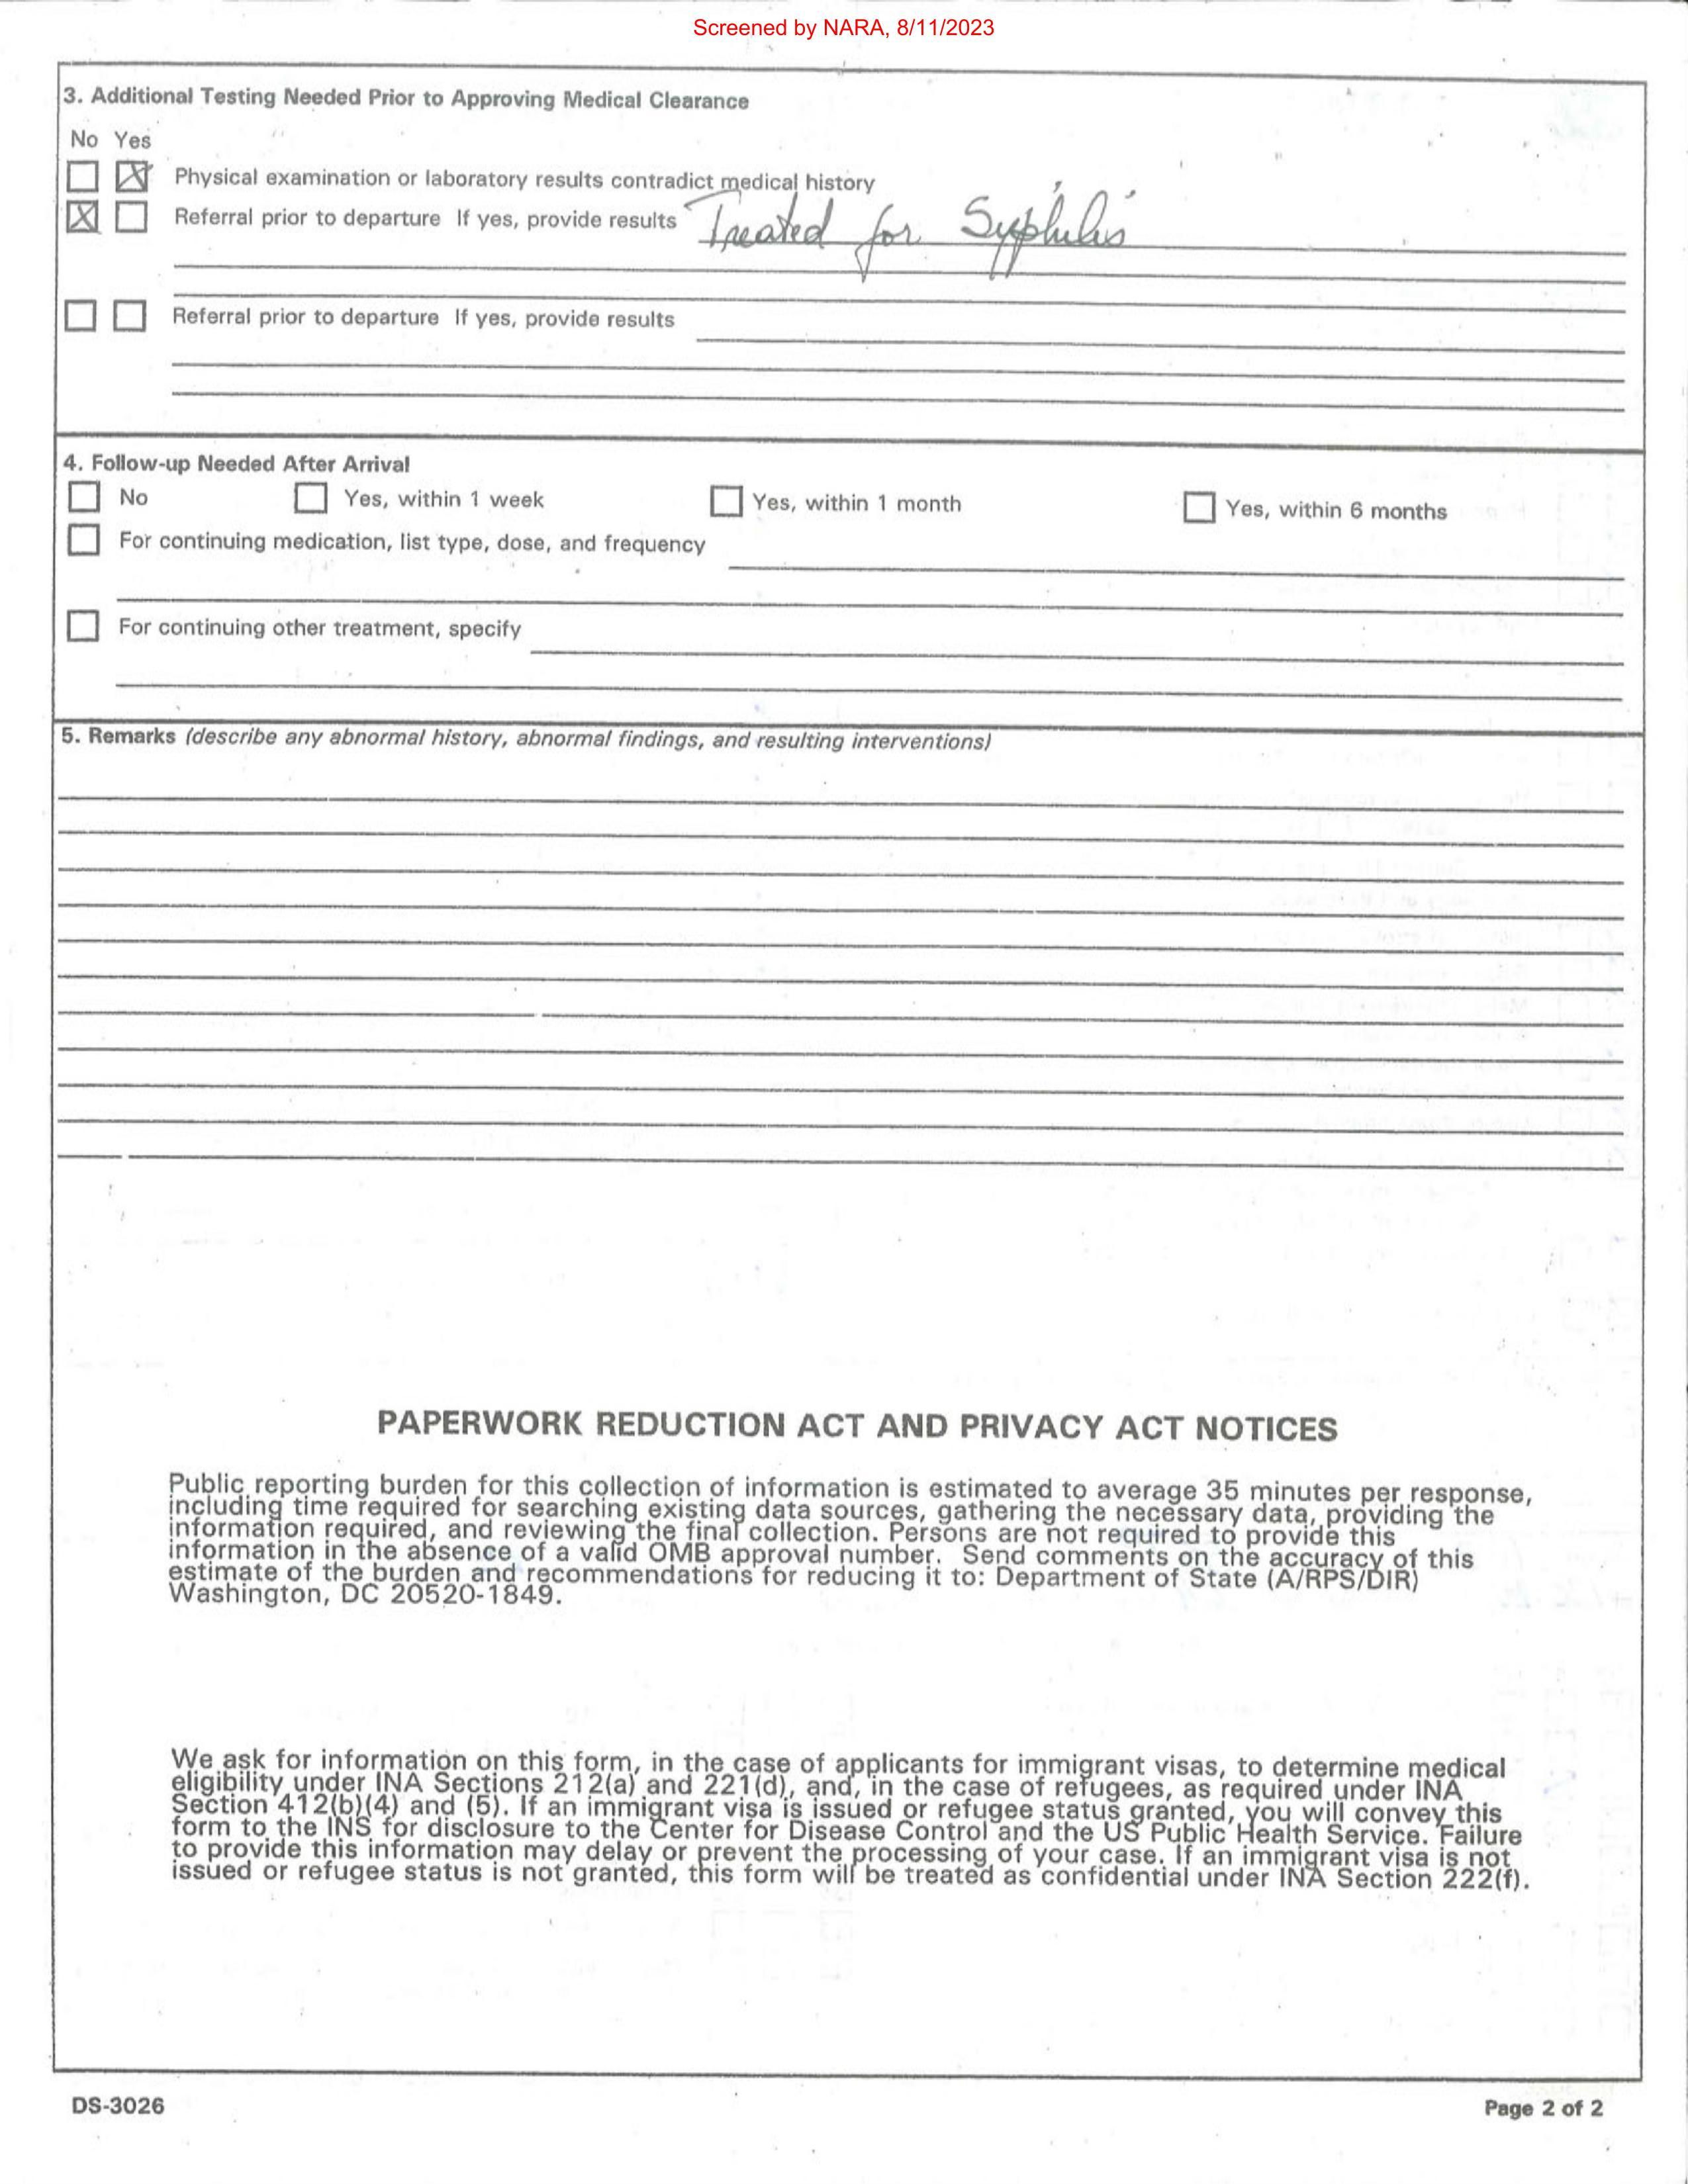 Screened by NARA, 8/11/2023
3. Additional Testing Needed Prior to Approving Medical Clearance
No Yes
Physical examination or laboratory results contradict medical history
Referral prior to departure If yes, provide results Treated for Syphilis
Referral prior to departure If yes, provide results
4. Follow-up Needed After Arrival
No Yes, within 1 week Yes, within 1 month Yes, within 6 months
For continuing medication, list type, dose, and frequency
For continuing other treatment, specify
5. Remarks (describe any abnormal history, abnormal findings, and resulting interventions)
PAPERWORK REDUCTION ACT AND PRIVACY ACT NOTICES
Public reporting burden for this collection of information is estimated to average 35 minutes per response,
including time required for searching existing data sources, gathering the necessary data, providing the
information required, and reviewing the final collection. Persons are not required to provide this
information in the absence of a valid OMB approval number. Send comments on the accuracy of this
estimate of the burden and recommendations for reducing it to: Department of State (A/RPS/DIR)
Washington, DC 20520-1849.
We ask for information on this form, in the case of applicants for immigrant visas, to determine medical
eligibility under INA Sections 212(a) and 221(d), and, in the case of refugees, as required under INA
Section 412(b)(4) and (5). If an immigrant visa is issued or refugee status granted, you will convey this
form to the INS for disclosure to the Center for Disease Control and the US Public Health Service. Failure
to provide this information may delay or prevent the processing of your case. If an immigrant visa is not
issued or refugee status is not granted, this form will be treated as confidential under INA Section 222(f).
DS-3026 Page 2 of 2